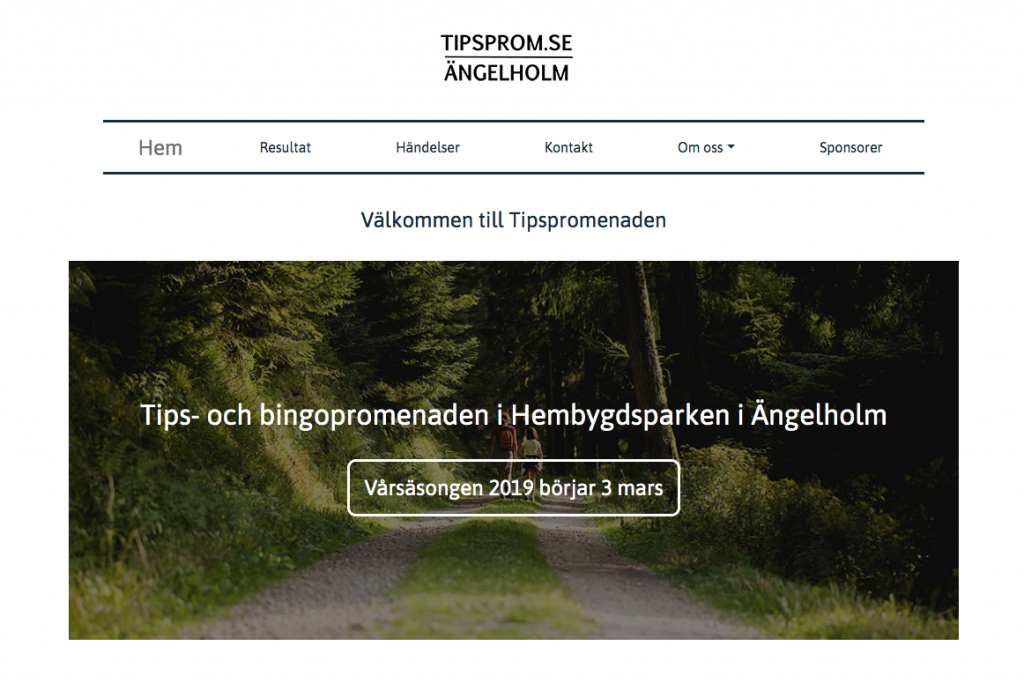 TIPSPROM.SE
ÄNGELHOLM
Hem Resultat Händelser Kontakt Om oss Sponsorer
Välkommen till Tipspromenaden
Tips- och bingopromenaden i Hembygdsparken i Ängelholm
Vårsäsongen 2019 börjar 3 mars